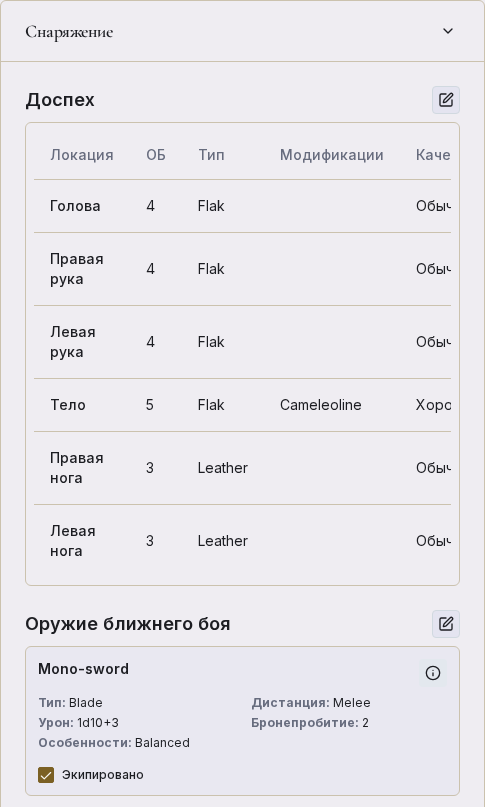 Снаряжение
Доспех
Локация ОБ Тип Модификации Каче
Голова 4 Flak Обыч
Правая рука 4 Flak Обыч
Левая рука 4 Flak Обыч
Тело 5 Flak Cameleoline Хоро
Правая нога 3 Leather Обыч
Левая нога 3 Leather Обыч
Оружие ближнего боя
Mono-sword
Тип: Blade Дистанция: Melee
Урон: 1d10+3 Бронепробитие: 2
Особенности: Balanced
Экипировано